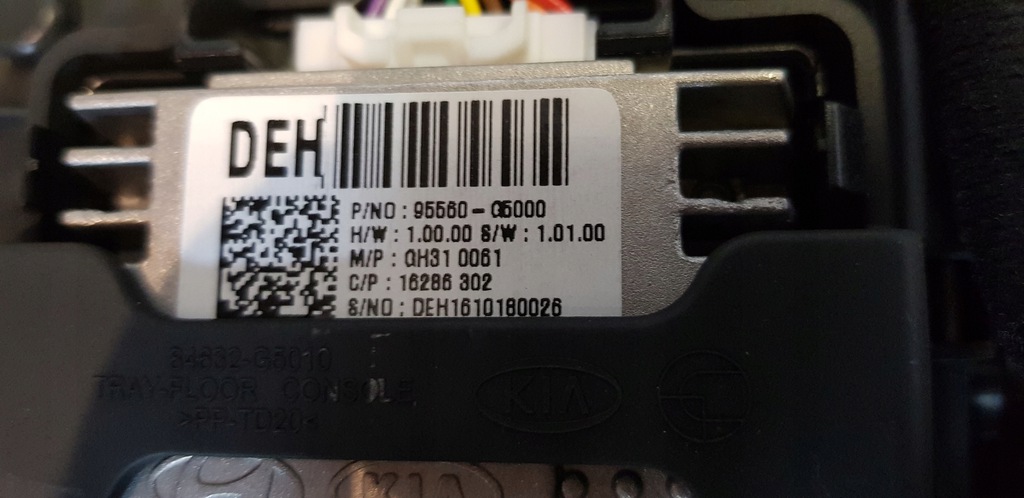 DEH
P/NO : 95560-G5000
H/W : 1.00.00 S/W : 1.01.00
M/P : QH31 0061
C/P : 16286 302
S/NO : DEH1610180026
84632-G5010
TRAY-FLOOR CONSOLE
KIA
>PP-TD20<
KIA